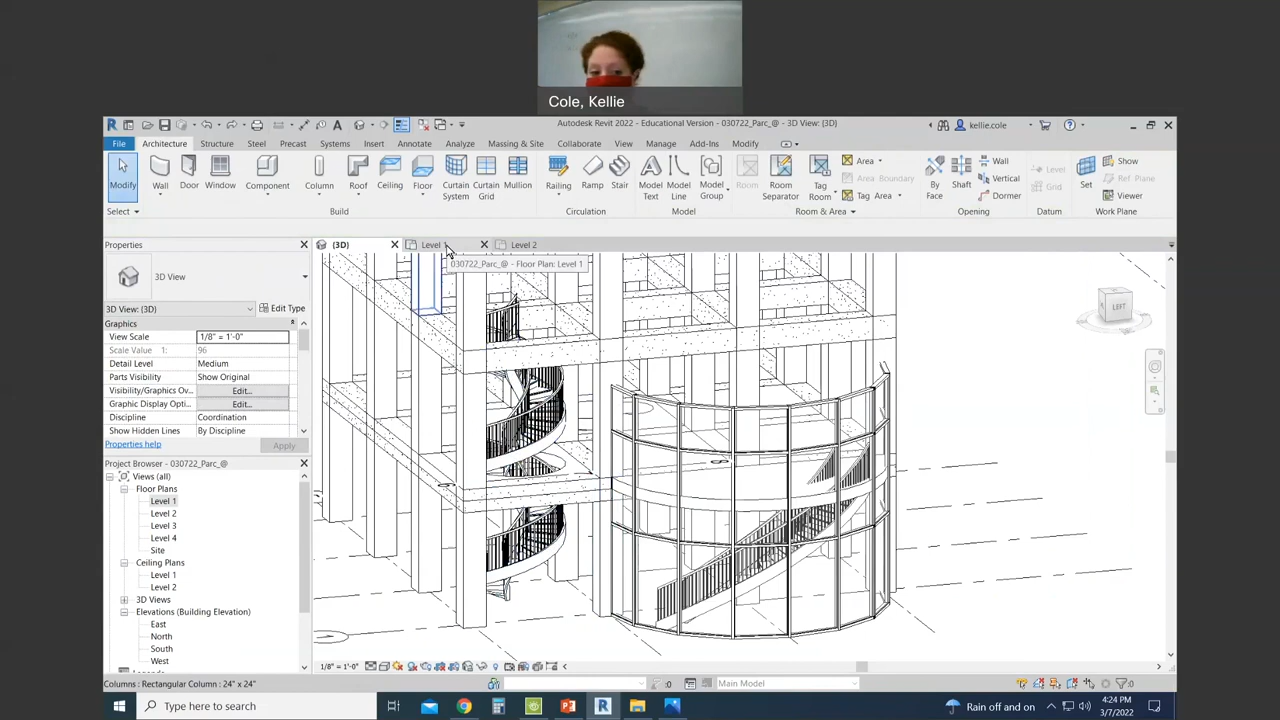 Cole, Kellie
Autodesk Revit 2022 - Educational Version - 030722_Parc_@ - 3D View: {3D}
kellie.cole
File Architecture Structure Steel Precast Systems Insert Annotate Analyze Massing & Site Collaborate View Manage Add-Ins Modify
Modify Wall Door Window Component Column Roof Ceiling Floor Curtain System Curtain Grid Mullion Railing Ramp Stair Model Text Model Line Model Group Room Room Separator Tag Room
Area
Area Boundary
Tag Area
By Face Shaft
Wall
Vertical
Dormer
Level
Grid
Set
Show
Ref Plane
Viewer
Select Build Circulation Model Room & Area Opening Datum Work Plane
Properties
{3D} Level 1 Level 2
030722_Parc_@ - Floor Plan: Level 1
3D View
3D View: {3D} Edit Type
Graphics
View Scale 1/8" = 1'-0"
Scale Value 1: 96
Detail Level Medium
Parts Visibility Show Original
Visibility/Graphics Ov... Edit...
Graphic Display Opti... Edit...
Discipline Coordination
Show Hidden Lines By Discipline
Properties help Apply
LEFT
Project Browser - 030722_Parc_@
Views (all)
Floor Plans
Level 1
Level 2
Level 3
Level 4
Site
Ceiling Plans
Level 1
Level 2
3D Views
Elevations (Building Elevation)
East
North
South
West
1/8" = 1'-0"
Columns : Rectangular Column : 24" x 24"
:0
Main Model
:0
Type here to search
Rain off and on
4:24 PM
3/7/2022